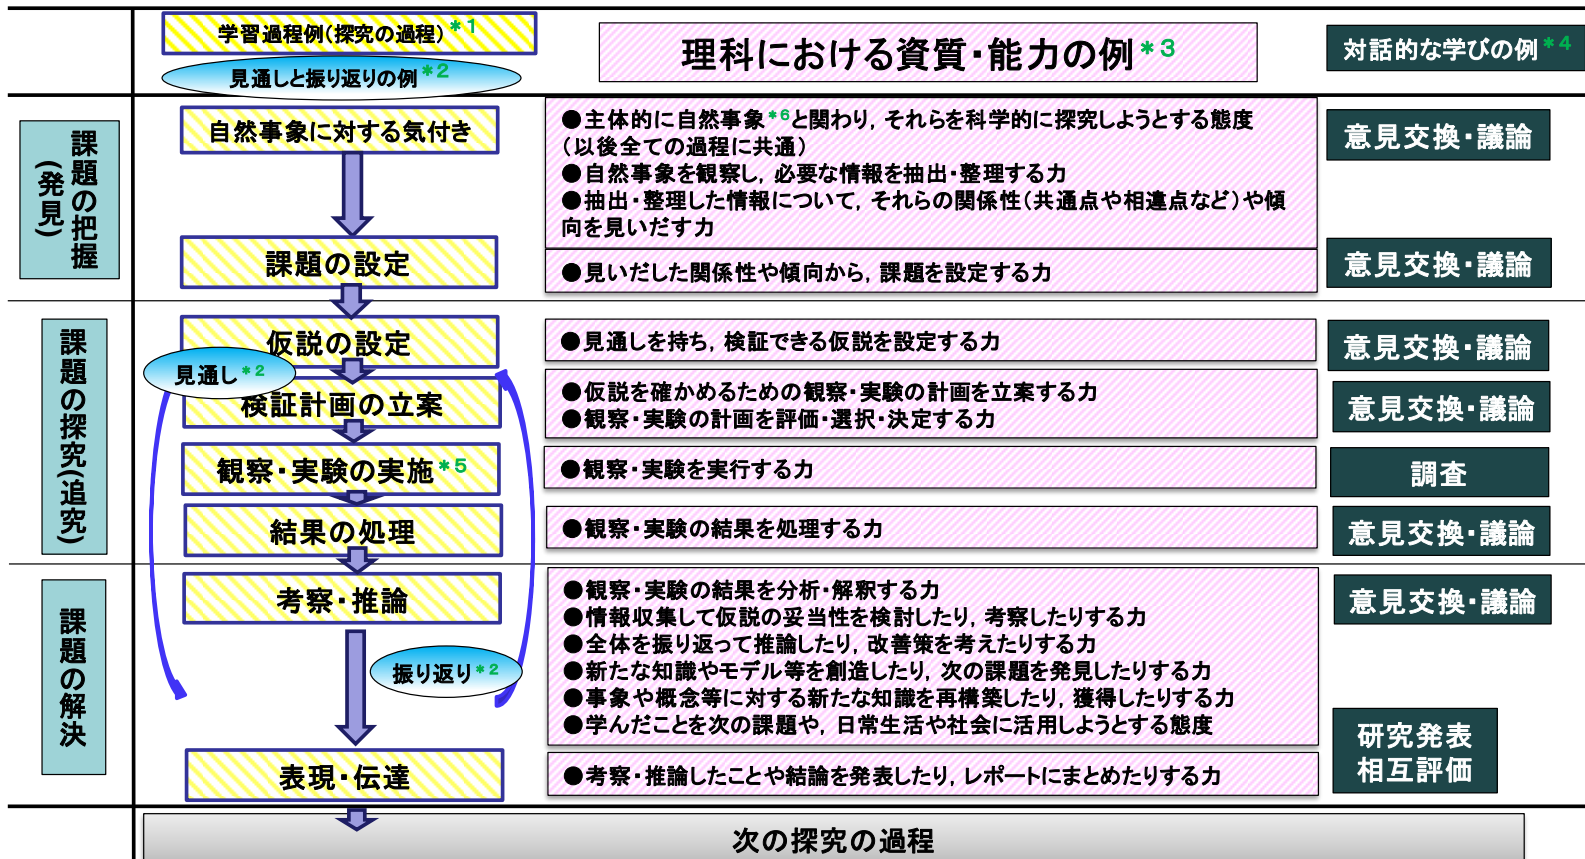 学習過程例(探究の過程)*1
見通しと振り返りの例*2
理科における資質・能力の例*3
対話的な学びの例*4
課題の把握
(発見)
自然事象に対する気付き
●主体的に自然事象*6と関わり,それらを科学的に探究しようとする態度
(以後全ての過程に共通)
●自然事象を観察し,必要な情報を抽出・整理する力
●抽出・整理した情報について,それらの関係性(共通点や相違点など)や傾
向を見いだす力
意見交換・議論
課題の設定
●見いだした関係性や傾向から,課題を設定する力
意見交換・議論
課題の探究(追究)
仮説の設定
●見通しを持ち,検証できる仮説を設定する力
意見交換・議論
見通し*2
検証計画の立案
●仮説を確かめるための観察・実験の計画を立案する力
●観察・実験の計画を評価・選択・決定する力
意見交換・議論
観察・実験の実施*5
●観察・実験を実行する力
調査
結果の処理
●観察・実験の結果を処理する力
意見交換・議論
課題の解決
考察・推論
●観察・実験の結果を分析・解釈する力
●情報収集して仮説の妥当性を検討したり,考察したりする力
●全体を振り返って推論したり,改善策を考えたりする力
●新たな知識やモデル等を創造したり,次の課題を発見したりする力
●事象や概念等に対する新たな知識を再構築したり,獲得したりする力
●学んだことを次の課題や,日常生活や社会に活用しようとする態度
意見交換・議論
振り返り*2
表現・伝達
●考察・推論したことや結論を発表したり,レポートにまとめたりする力
研究発表
相互評価
次の探究の過程